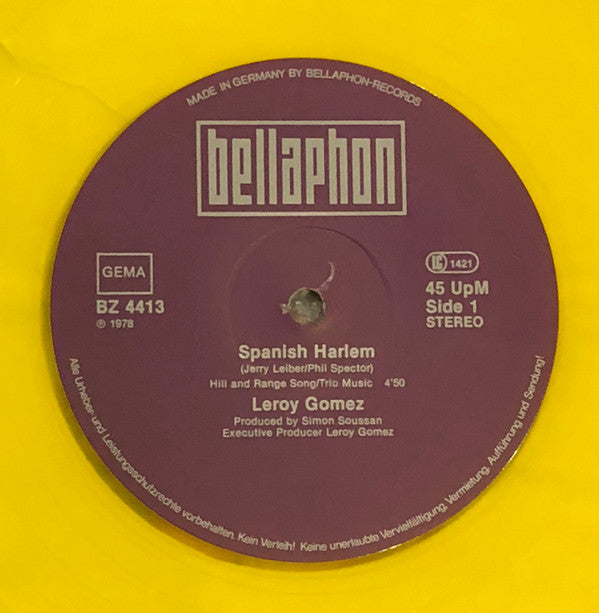 MADE IN GERMANY BY BELLAPHON-RECORDS
bellaphon
GEMA
BZ 4413
℗ 1978
LC 1421
45 UpM
Side 1
STEREO
Spanish Harlem
(Jerry Leiber/Phil Spector)
Hill and Range Song/Trio Music 4'50
Leroy Gomez
Produced by Simon Soussan
Executive Producer Leroy Gomez
Alle Urheber- und Leistungsschutzrechte vorbehalten. Kein Verleih! Keine unerlaubte Vervielfältigung, Vermietung, Aufführung und Sendung!